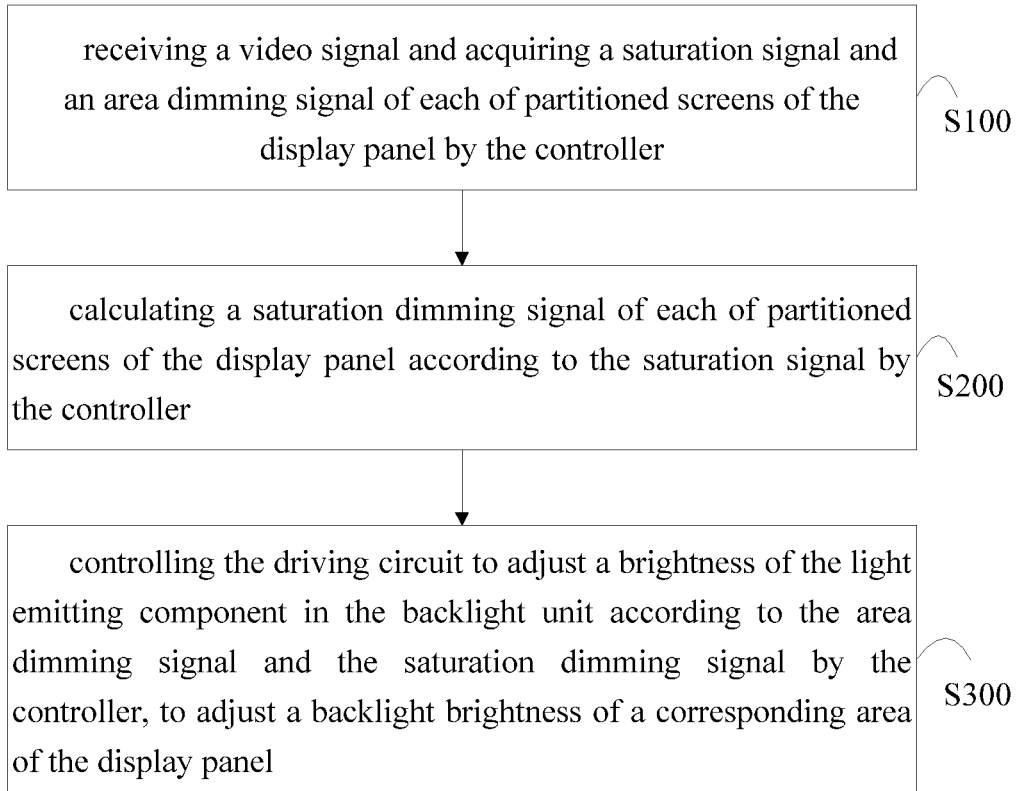 receiving a video signal and acquiring a saturation signal and
an area dimming signal of each of partitioned screens of the
display panel by the controller
S100
calculating a saturation dimming signal of each of partitioned
screens of the display panel according to the saturation signal by
the controller
S200
controlling the driving circuit to adjust a brightness of the light
emitting component in the backlight unit according to the area
dimming signal and the saturation dimming signal by the
controller, to adjust a backlight brightness of a corresponding area
of the display panel
S300